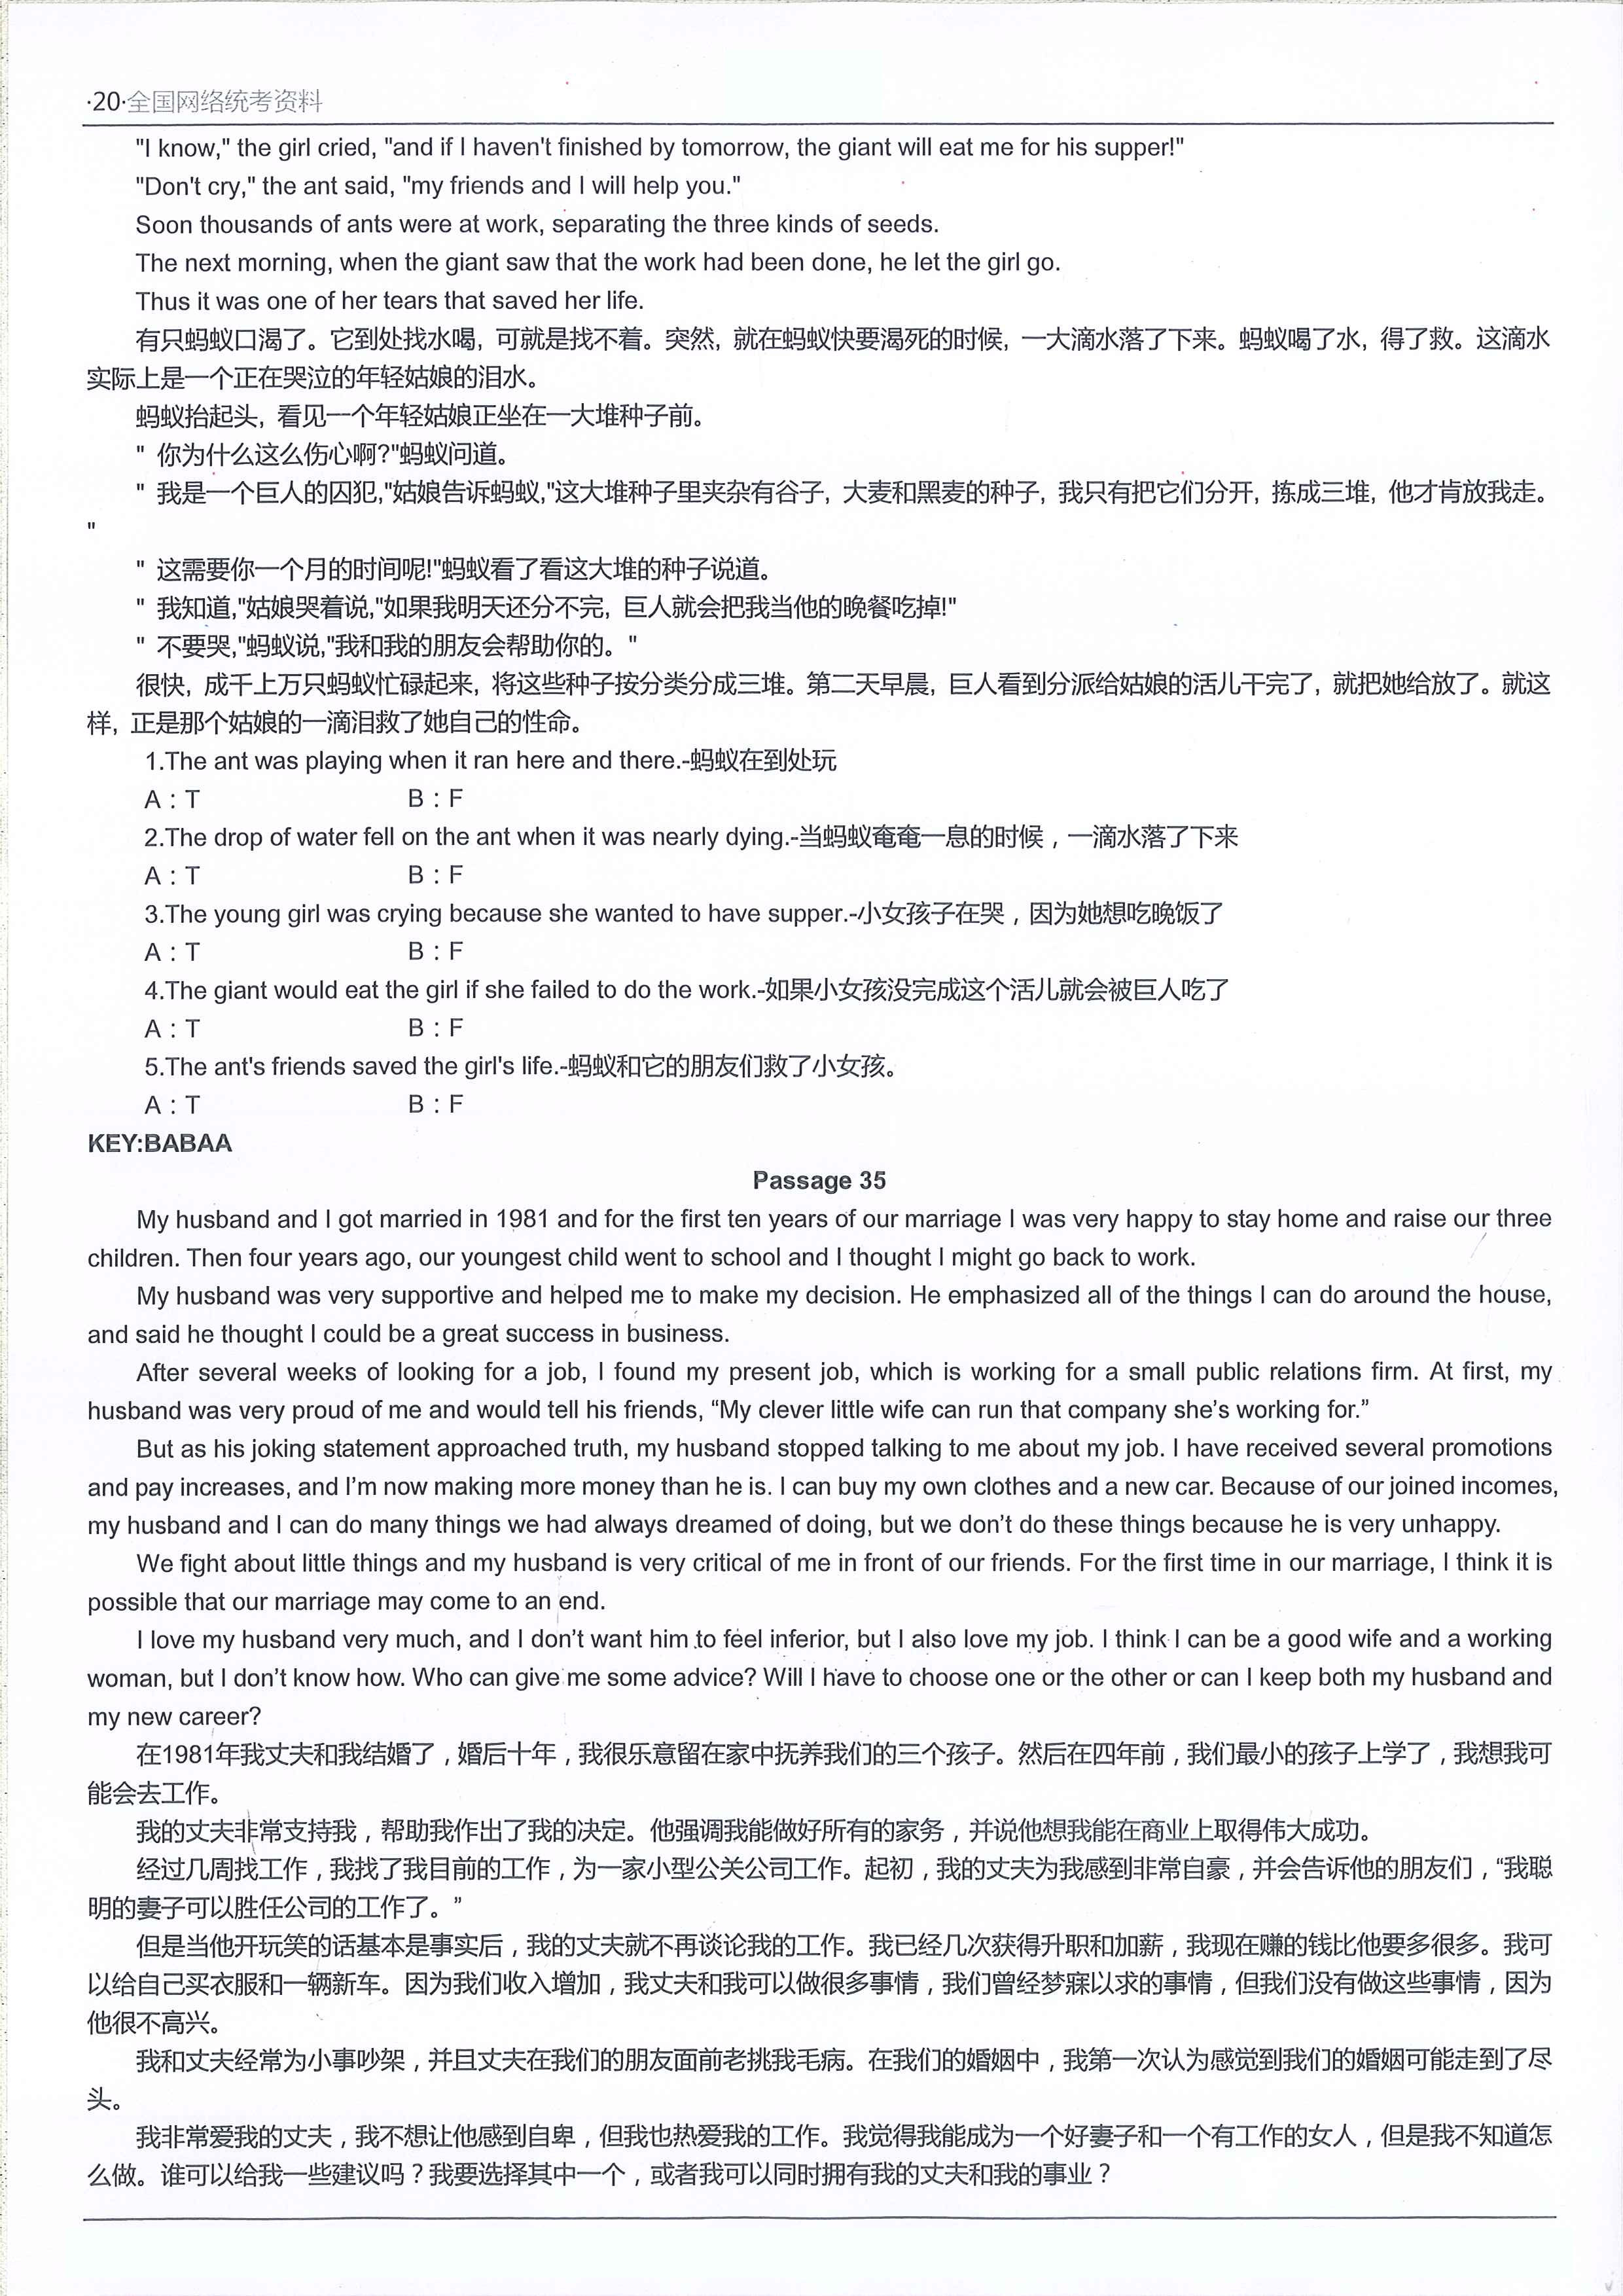 ·20·全国网络统考资料
"I know," the girl cried, "and if I haven't finished by tomorrow, the giant will eat me for his supper!"
"Don't cry," the ant said, "my friends and I will help you."
Soon thousands of ants were at work, separating the three kinds of seeds.
The next morning, when the giant saw that the work had been done, he let the girl go.
Thus it was one of her tears that saved her life.
有只蚂蚁口渴了。它到处找水喝, 可就是找不着。突然, 就在蚂蚁快要渴死的时候, 一大滴水落了下来。蚂蚁喝了水, 得了救。这滴水
实际上是一个正在哭泣的年轻姑娘的泪水。
蚂蚁抬起头, 看见一个年轻姑娘正坐在一大堆种子前。
" 你为什么这么伤心啊?"蚂蚁问道。
" 我是一个巨人的囚犯,"姑娘告诉蚂蚁,"这大堆种子里夹杂有谷子, 大麦和黑麦的种子, 我只有把它们分开, 拣成三堆, 他才肯放我走。
"
" 这需要你一个月的时间呢!"蚂蚁看了看这大堆的种子说道。
" 我知道,"姑娘哭着说,"如果我明天还分不完, 巨人就会把我当他的晚餐吃掉!"
" 不要哭,"蚂蚁说,"我和我的朋友会帮助你的。"
很快, 成千上万只蚂蚁忙碌起来, 将这些种子按分类分成三堆。第二天早晨, 巨人看到分派给姑娘的活儿干完了, 就把她给放了。就这
样, 正是那个姑娘的一滴泪救了她自己的性命。
1.The ant was playing when it ran here and there.-蚂蚁在到处玩
A : T B : F
2.The drop of water fell on the ant when it was nearly dying.-当蚂蚁奄奄一息的时候，一滴水落了下来
A : T B : F
3.The young girl was crying because she wanted to have supper.-小女孩子在哭，因为她想吃晚饭了
A : T B : F
4.The giant would eat the girl if she failed to do the work.-如果小女孩没完成这个活儿就会被巨人吃了
A : T B : F
5.The ant's friends saved the girl's life.-蚂蚁和它的朋友们救了小女孩。
A : T B : F
KEY:BABAA
Passage 35
My husband and I got married in 1981 and for the first ten years of our marriage I was very happy to stay home and raise our three
children. Then four years ago, our youngest child went to school and I thought I might go back to work.
My husband was very supportive and helped me to make my decision. He emphasized all of the things I can do around the house,
and said he thought I could be a great success in business.
After several weeks of looking for a job, I found my present job, which is working for a small public relations firm. At first, my
husband was very proud of me and would tell his friends, “My clever little wife can run that company she’s working for.”
But as his joking statement approached truth, my husband stopped talking to me about my job. I have received several promotions
and pay increases, and I’m now making more money than he is. I can buy my own clothes and a new car. Because of our joined incomes,
my husband and I can do many things we had always dreamed of doing, but we don’t do these things because he is very unhappy.
We fight about little things and my husband is very critical of me in front of our friends. For the first time in our marriage, I think it is
possible that our marriage may come to an end.
I love my husband very much, and I don’t want him to feel inferior, but I also love my job. I think I can be a good wife and a working
woman, but I don’t know how. Who can give me some advice? Will I have to choose one or the other or can I keep both my husband and
my new career?
在1981年我丈夫和我结婚了，婚后十年，我很乐意留在家中抚养我们的三个孩子。然后在四年前，我们最小的孩子上学了，我想我可
能会去工作。
我的丈夫非常支持我，帮助我作出了我的决定。他强调我能做好所有的家务，并说他想我能在商业上取得伟大成功。
经过几周找工作，我找了我目前的工作，为一家小型公关公司工作。起初，我的丈夫为我感到非常自豪，并会告诉他的朋友们，“我聪
明的妻子可以胜任公司的工作了。”
但是当他开玩笑的话基本是事实后，我的丈夫就不再谈论我的工作。我已经几次获得升职和加薪，我现在赚的钱比他要多很多。我可
以给自己买衣服和一辆新车。因为我们收入增加，我丈夫和我可以做很多事情，我们曾经梦寐以求的事情，但我们没有做这些事情，因为
他很不高兴。
我和丈夫经常为小事吵架，并且丈夫在我们的朋友面前老挑我毛病。在我们的婚姻中，我第一次认为感觉到我们的婚姻可能走到了尽
头。
我非常爱我的丈夫，我不想让他感到自卑，但我也热爱我的工作。我觉得我能成为一个好妻子和一个有工作的女人，但是我不知道怎
么做。谁可以给我一些建议吗？我要选择其中一个，或者我可以同时拥有我的丈夫和我的事业？